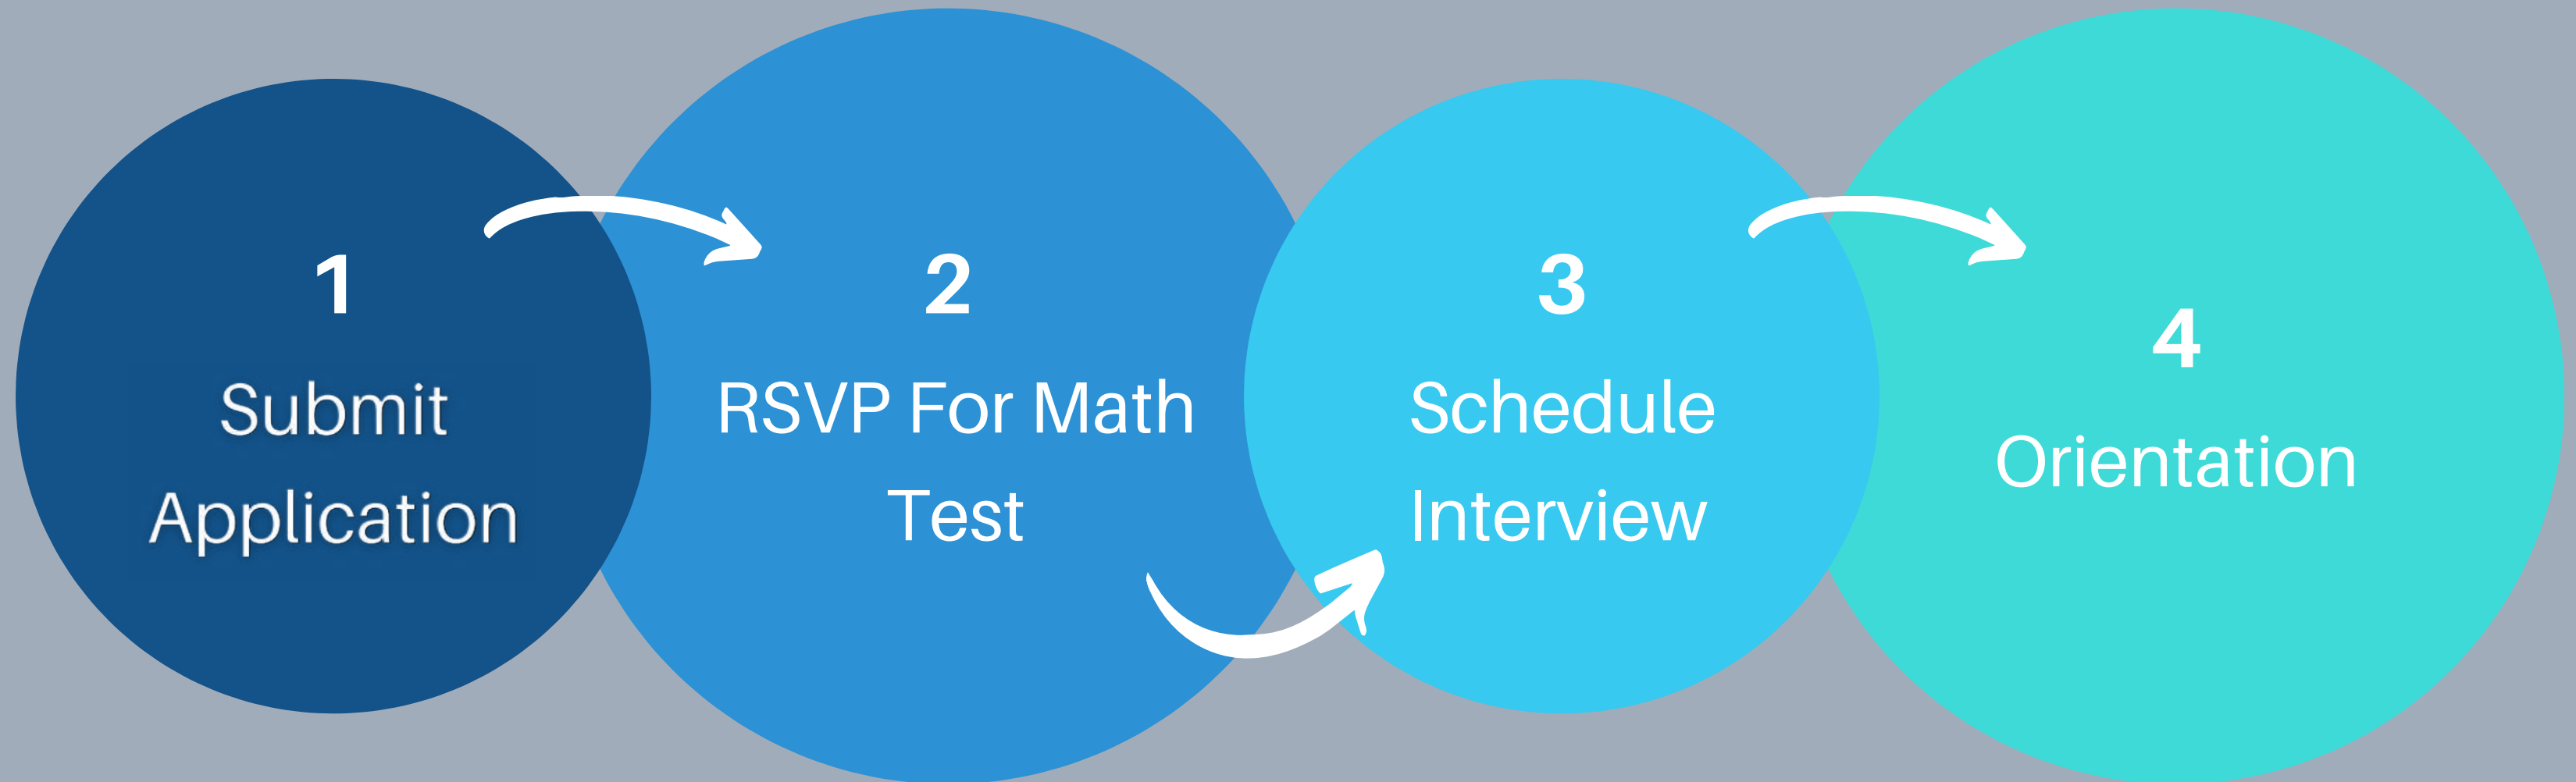 1
Submit
Application
2
RSVP For Math
Test
3
Schedule
Interview
4
Orientation